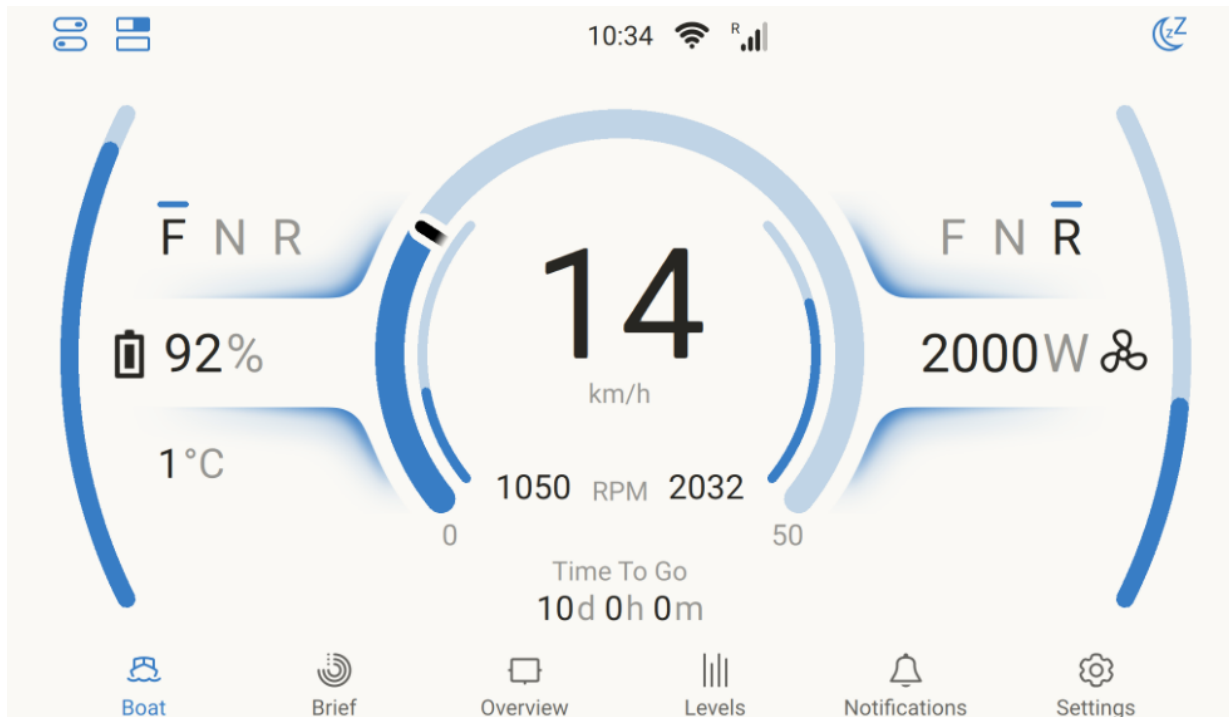 10:34 R
zZ
F N R
F N R
92%
14
2000W
km/h
1°C
1050 RPM 2032
0
50
Time To Go
10d 0h 0m
Boat
Brief
Overview
Levels
Notifications
Settings